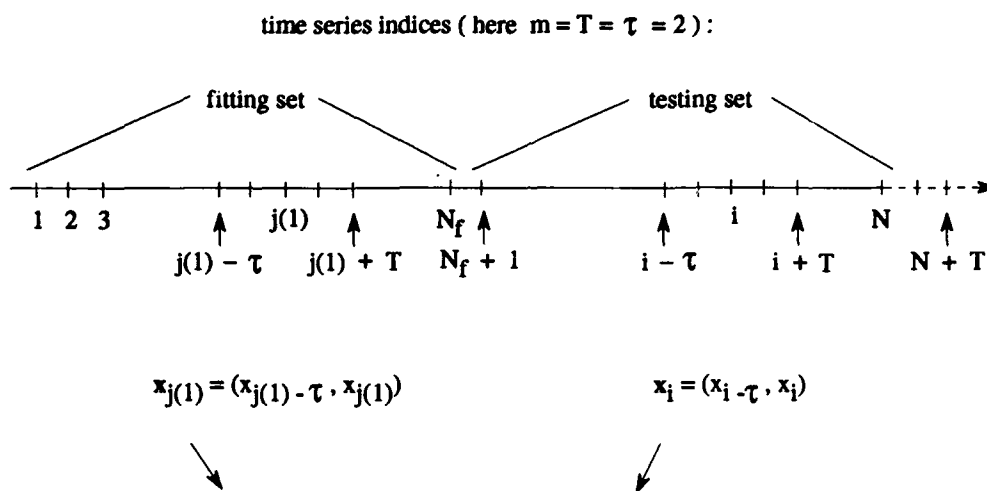 time series indices ( here m = T = τ = 2 ) :
fitting set testing set
1 2 3 j(1) N_f i N
j(1) − τ j(1) + T N_f + 1 i − τ i + T N + T
x_j(1) = (x_j(1) - τ , x_j(1)) x_i = (x_i -τ , x_i)